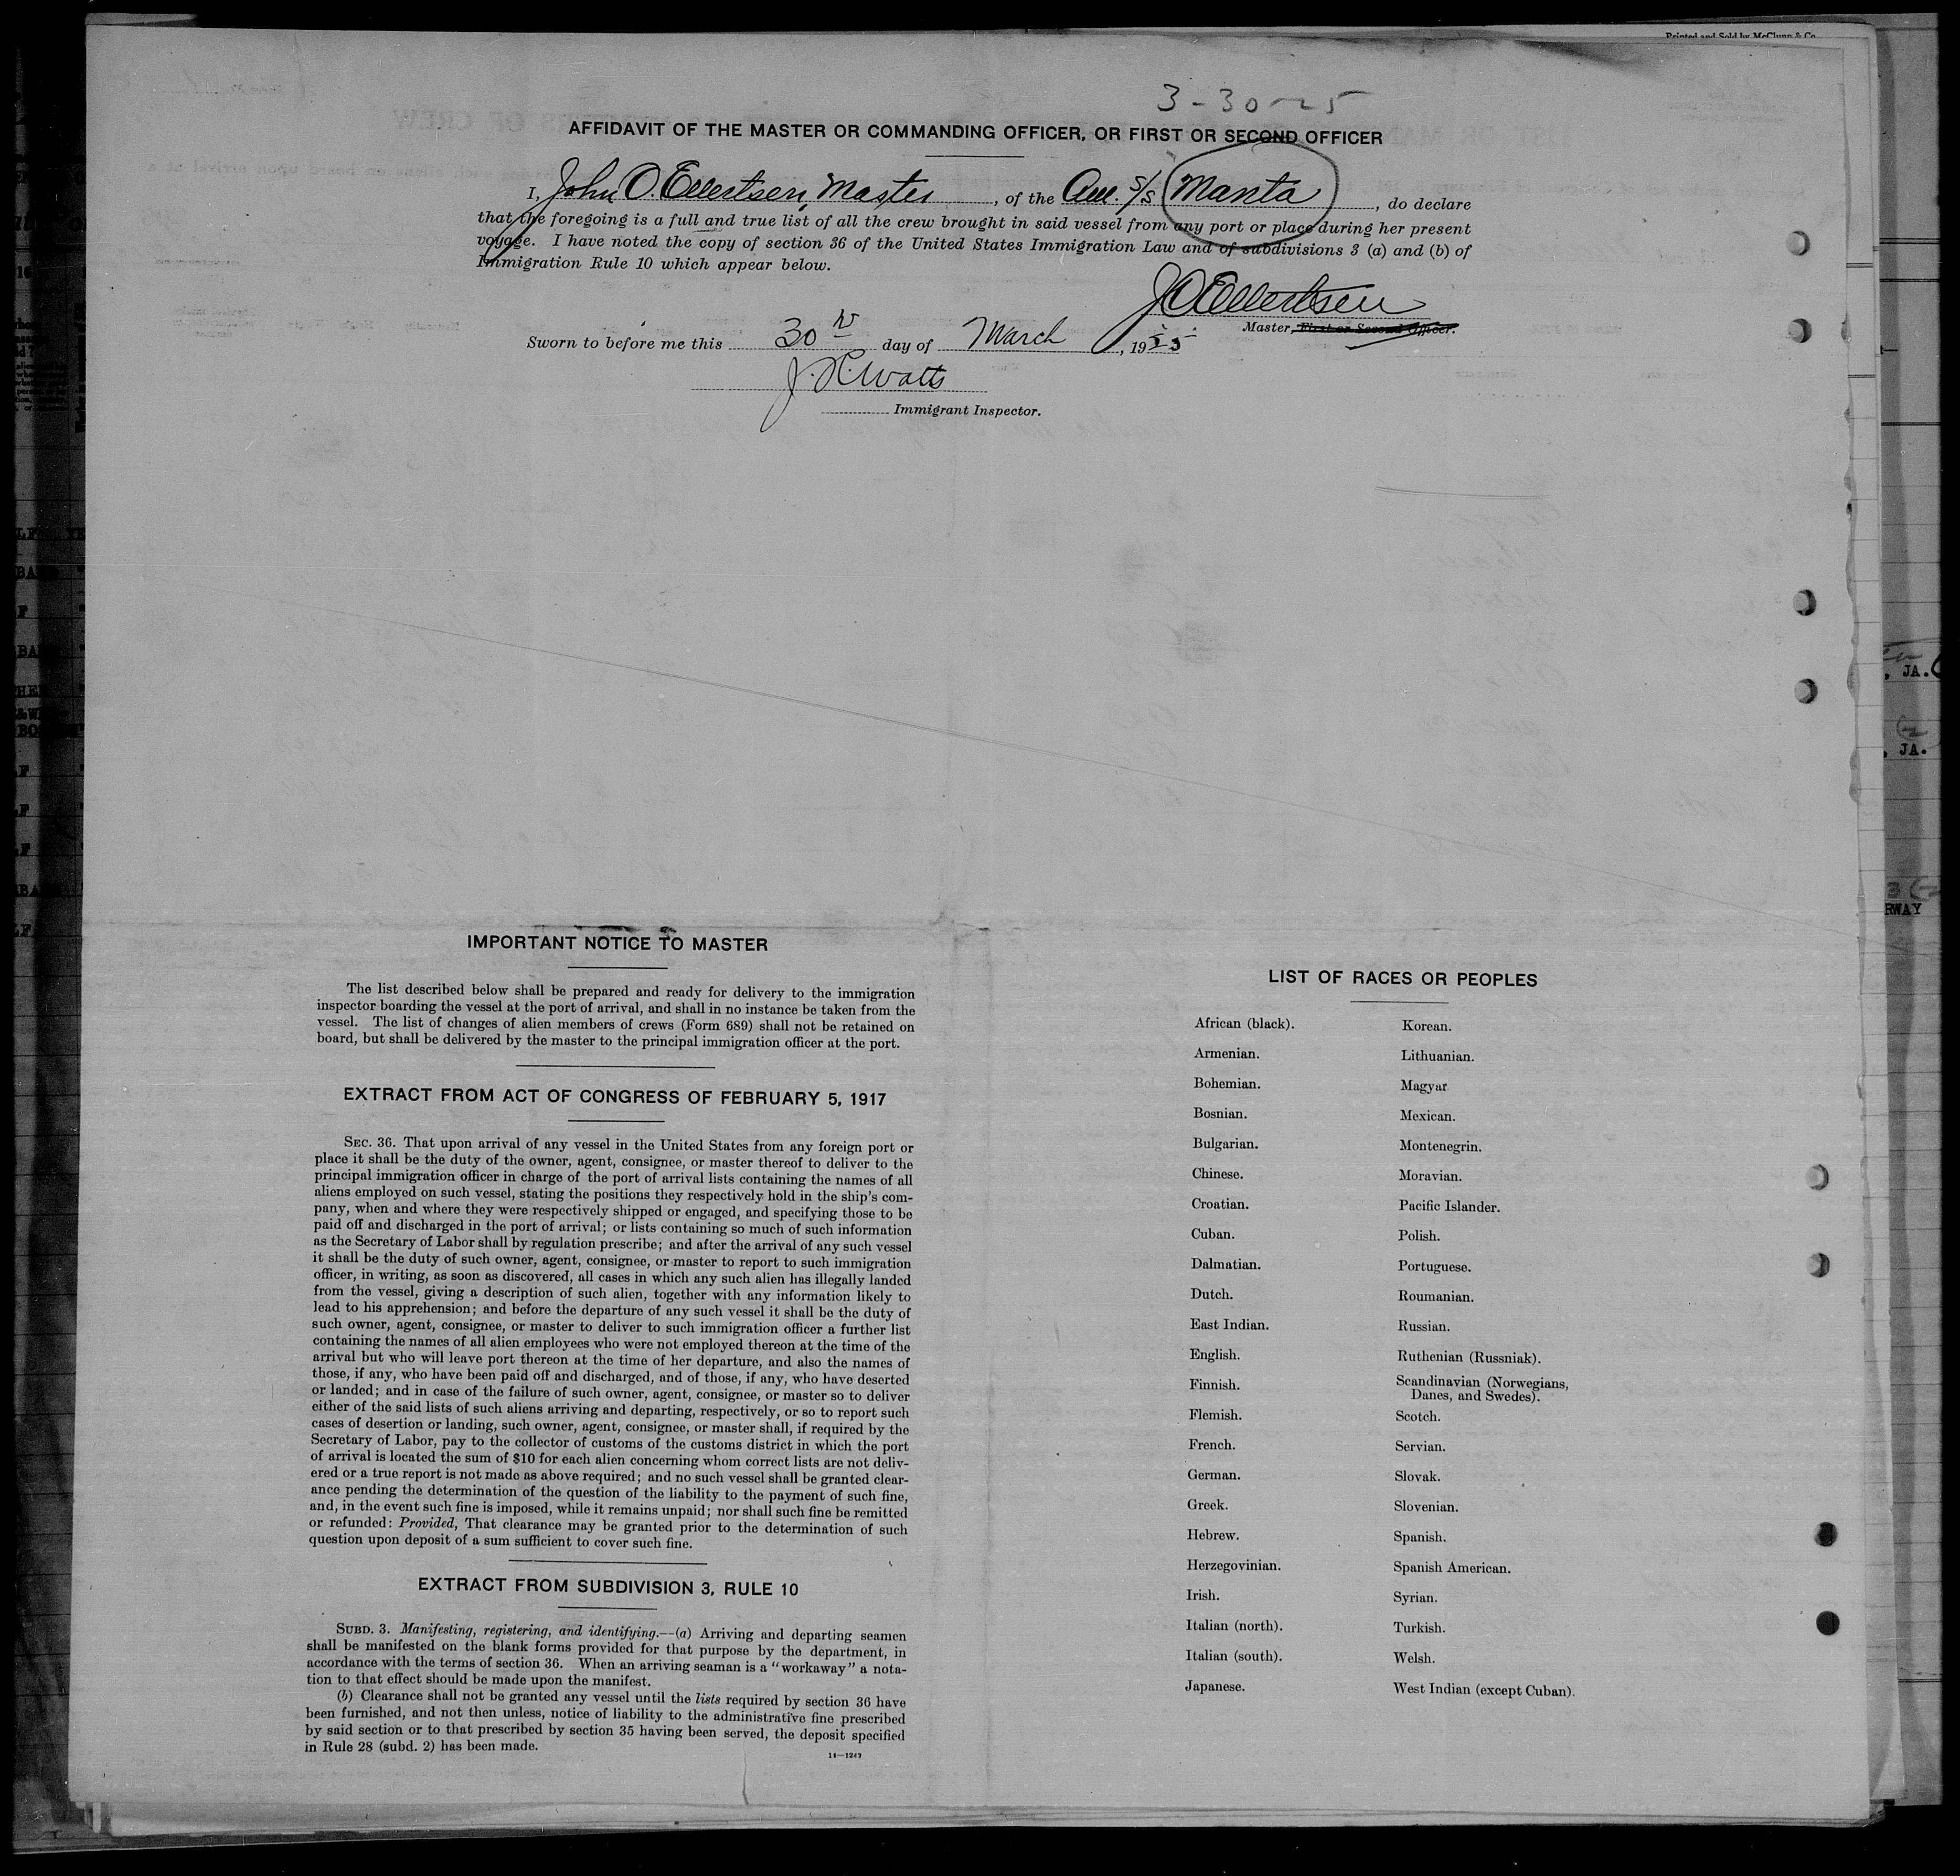 Printed and Sold by McClunn & Co
3-30-25
AFFIDAVIT OF THE MASTER OR COMMANDING OFFICER, OR FIRST OR SECOND OFFICER
I, John O. Ellertsen, Master, of the Am. S/S Manta, do declare
that the foregoing is a full and true list of all the crew brought in said vessel from any port or place during her present
voyage. I have noted the copy of section 36 of the United States Immigration Law and of subdivisions 3 (a) and (b) of
Immigration Rule 10 which appear below.
J O Ellertsen
Master, First or Second Officer.
Sworn to before me this 30 day of March, 1925
Watts
Immigrant Inspector.
IMPORTANT NOTICE TO MASTER
The list described below shall be prepared and ready for delivery to the immigration
inspector boarding the vessel at the port of arrival, and shall in no instance be taken from the
vessel. The list of changes of alien members of crews (Form 689) shall not be retained on
board, but shall be delivered by the master to the principal immigration officer at the port.
EXTRACT FROM ACT OF CONGRESS OF FEBRUARY 5, 1917
SEC. 36. That upon arrival of any vessel in the United States from any foreign port or
place it shall be the duty of the owner, agent, consignee, or master thereof to deliver to the
principal immigration officer in charge of the port of arrival lists containing the names of all
aliens employed on such vessel, stating the positions they respectively hold in the ship's com-
pany, when and where they were respectively shipped or engaged, and specifying those to be
paid off and discharged in the port of arrival; or lists containing so much of such information
as the Secretary of Labor shall by regulation prescribe; and after the arrival of any such vessel
it shall be the duty of such owner, agent, consignee, or master to report to such immigration
officer, in writing, as soon as discovered, all cases in which any such alien has illegally landed
from the vessel, giving a description of such alien, together with any information likely to
lead to his apprehension; and before the departure of any such vessel it shall be the duty of
such owner, agent, consignee, or master to deliver to such immigration officer a further list
containing the names of all alien employees who were not employed thereon at the time of the
arrival but who will leave port thereon at the time of her departure, and also the names of
those, if any, who have been paid off and discharged, and of those, if any, who have deserted
or landed; and in case of the failure of such owner, agent, consignee, or master so to deliver
either of the said lists of such aliens arriving and departing, respectively, or so to report such
cases of desertion or landing, such owner, agent, consignee, or master shall, if required by the
Secretary of Labor, pay to the collector of customs of the customs district in which the port
of arrival is located the sum of $10 for each alien concerning whom correct lists are not deliv-
ered or a true report is not made as above required; and no such vessel shall be granted clear-
ance pending the determination of the question of the liability to the payment of such fine,
and, in the event such fine is imposed, while it remains unpaid; nor shall such fine be remitted
or refunded: Provided, That clearance may be granted prior to the determination of such
question upon deposit of a sum sufficient to cover such fine.
EXTRACT FROM SUBDIVISION 3, RULE 10
SUBD. 3. Manifesting, registering, and identifying.—(a) Arriving and departing seamen
shall be manifested on the blank forms provided for that purpose by the department, in
accordance with the terms of section 36. When an arriving seaman is a "workaway" a nota-
tion to that effect should be made upon the manifest.
(b) Clearance shall not be granted any vessel until the lists required by section 36 have
been furnished, and not then unless, notice of liability to the administrative fine prescribed
by said section or to that prescribed by section 35 having been served, the deposit specified
in Rule 28 (subd. 2) has been made.
14—1249
LIST OF RACES OR PEOPLES
African (black).
Armenian.
Bohemian.
Bosnian.
Bulgarian.
Chinese.
Croatian.
Cuban.
Dalmatian.
Dutch.
East Indian.
English.
Finnish.
Flemish.
French.
German.
Greek.
Hebrew.
Herzegovinian.
Irish.
Italian (north).
Italian (south).
Japanese.
Korean.
Lithuanian.
Magyar
Mexican.
Montenegrin.
Moravian.
Pacific Islander.
Polish.
Portuguese.
Roumanian.
Russian.
Ruthenian (Russniak).
Scandinavian (Norwegians,
Danes, and Swedes).
Scotch.
Servian.
Slovak.
Slovenian.
Spanish.
Spanish American.
Syrian.
Turkish.
Welsh.
West Indian (except Cuban).
JA.
JA.
RWAY